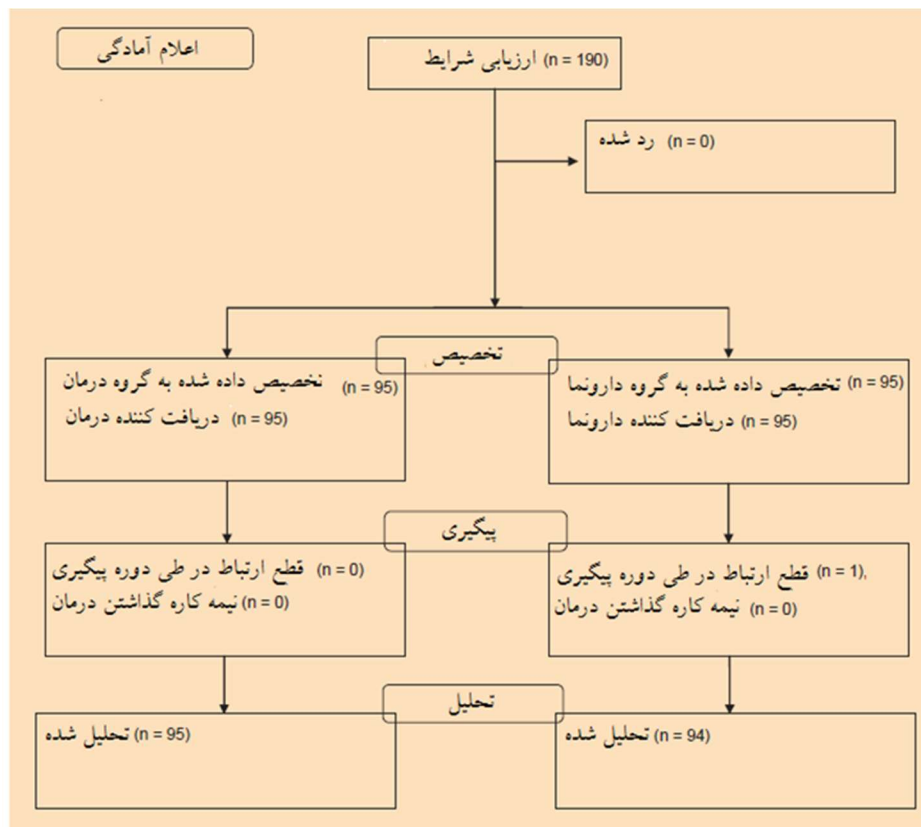 اعلام آمادگی
ارزیابی شرایط (n = 190)
رد شده (n = 0)
تخصیص
تخصیص داده شده به گروه درمان (n = 95)
دریافت کننده درمان (n = 95)
تخصیص داده شده به گروه دارونما (n = 95)
دریافت کننده دارونما (n = 95)
پیگیری
قطع ارتباط در طی دوره پیگیری (n = 0)
نیمه کاره گذاشتن درمان (n = 0)
قطع ارتباط در طی دوره پیگیری (n = 1),
نیمه کاره گذاشتن درمان (n = 0)
تحلیل
تحلیل شده (n = 95)
تحلیل شده (n = 94)